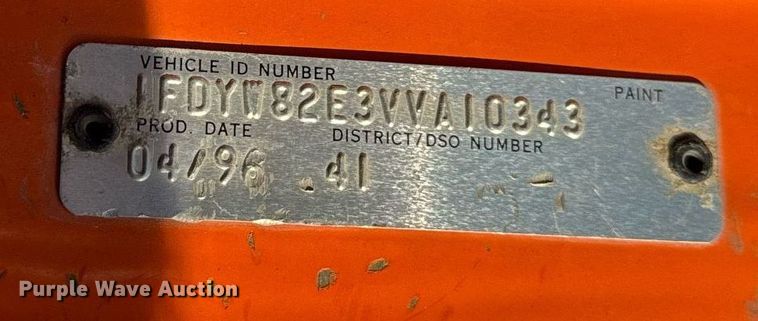 VEHICLE ID NUMBER
1FDYW82E3VVA10343
PAINT
PROD. DATE
DISTRICT/DSO NUMBER
04/96 .41
Purple Wave Auction